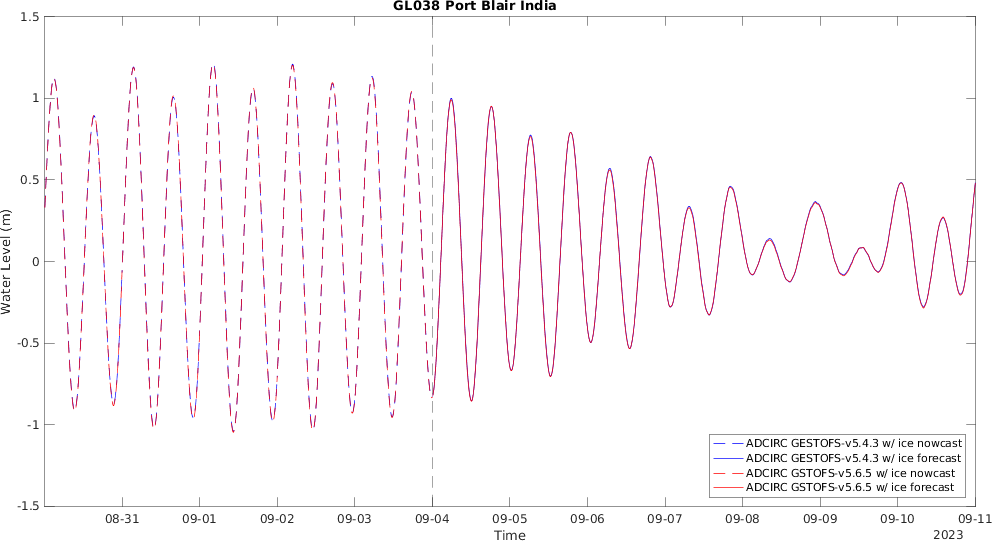 GL038 Port Blair India
1.5
1
0.5
0
-0.5
-1
-1.5
Water Level (m)
08-31 09-01 09-02 09-03 09-04 09-05 09-06 09-07 09-08 09-09 09-10 09-11
Time
2023
ADCIRC GESTOFS-v5.4.3 w/ ice nowcast
ADCIRC GESTOFS-v5.4.3 w/ ice forecast
ADCIRC GSTOFS-v5.6.5 w/ ice nowcast
ADCIRC GSTOFS-v5.6.5 w/ ice forecast